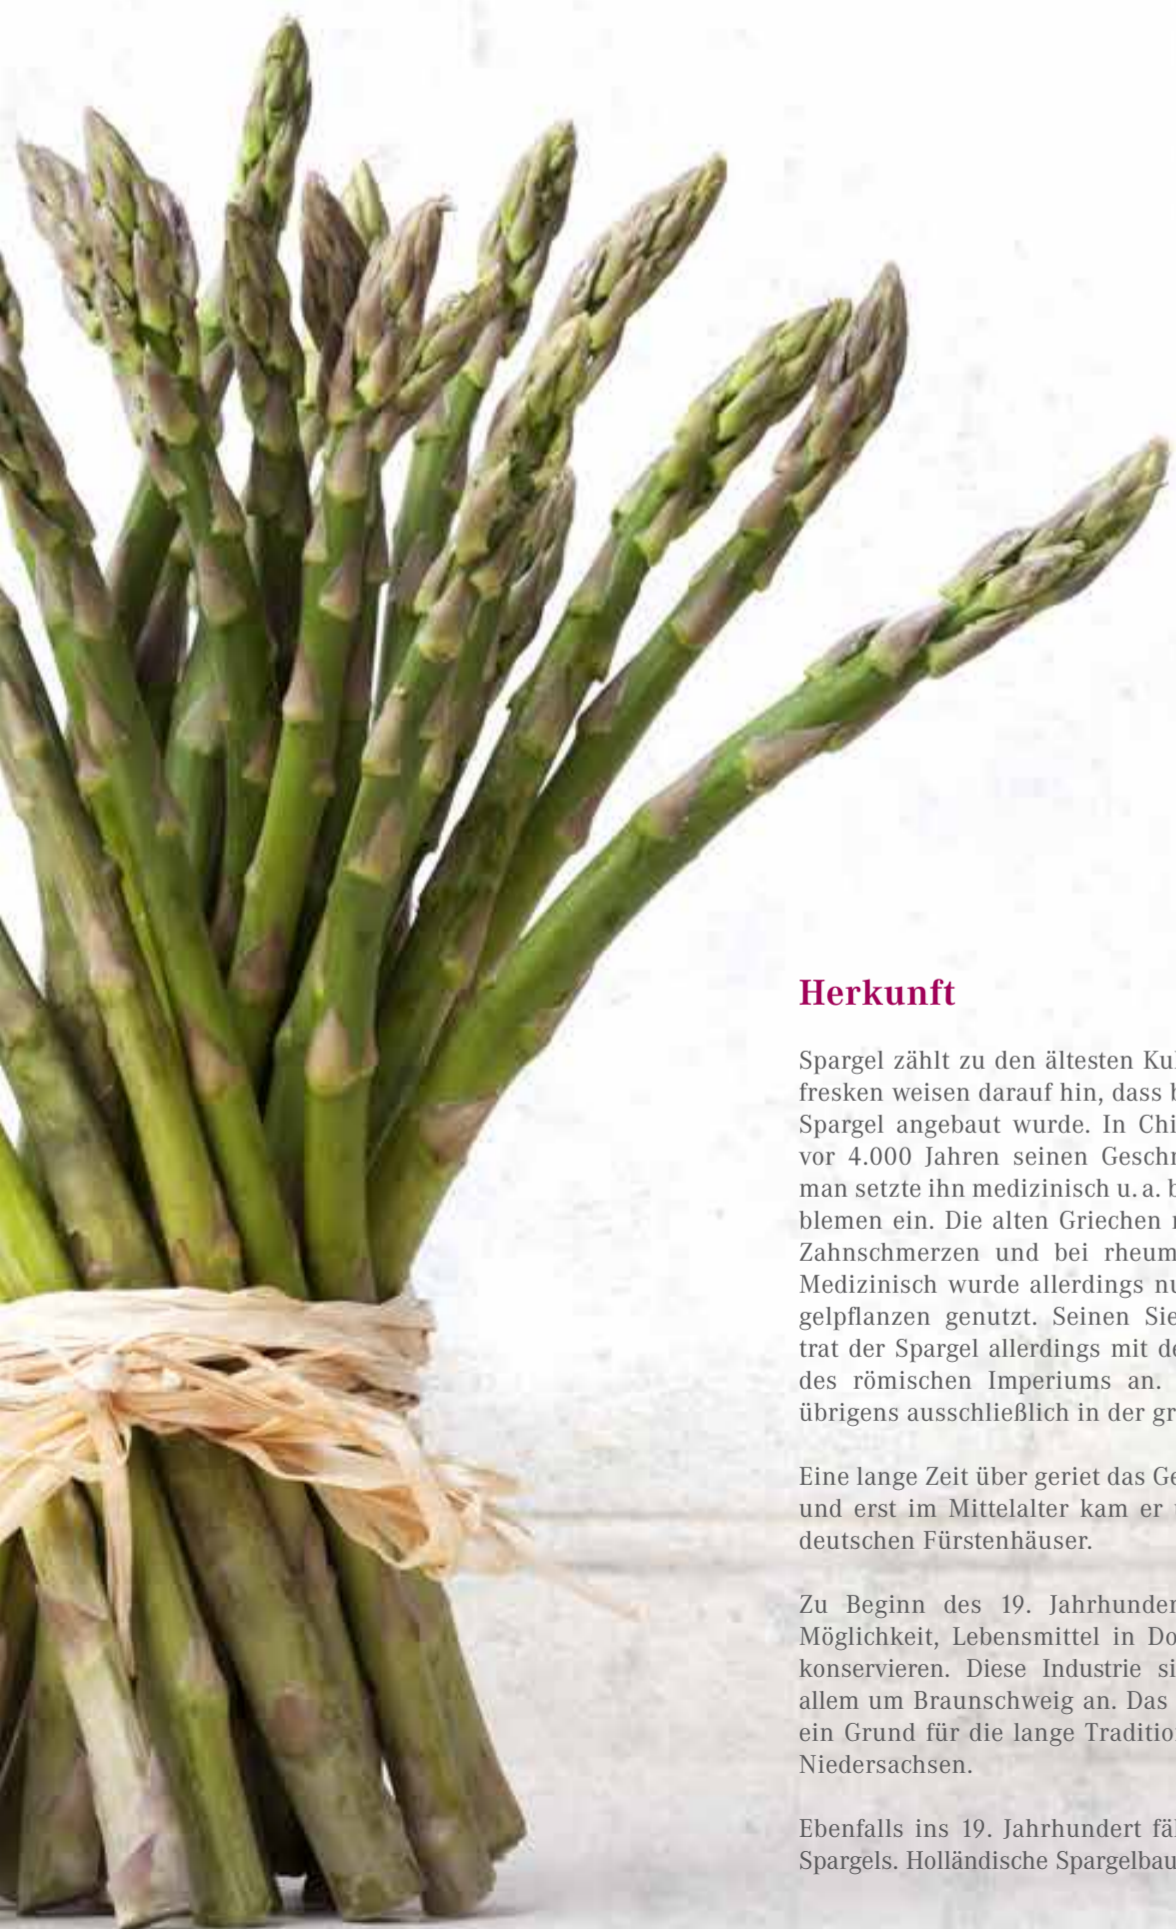 Herkunft
Spargel zählt zu den ältesten Kul
fresken weisen darauf hin, dass b
Spargel angebaut wurde. In Chi
vor 4.000 Jahren seinen Geschm
man setzte ihn medizinisch u. a. b
blemen ein. Die alten Griechen
Zahnschmerzen und bei rheum
Medizinisch wurde allerdings nu
gelpflanzen genutzt. Seinen Sie
trat der Spargel allerdings mit de
des römischen Imperiums an.
übrigens ausschließlich in der gr
Eine lange Zeit über geriet das Ge
und erst im Mittelalter kam er
deutschen Fürstenhäuser.
Zu Beginn des 19. Jahrhunder
Möglichkeit, Lebensmittel in Do
konservieren. Diese Industrie si
allem um Braunschweig an. Das
ein Grund für die lange Traditio
Niedersachsen.
Ebenfalls ins 19. Jahrhundert fäl
Spargels. Holländische Spargelbau